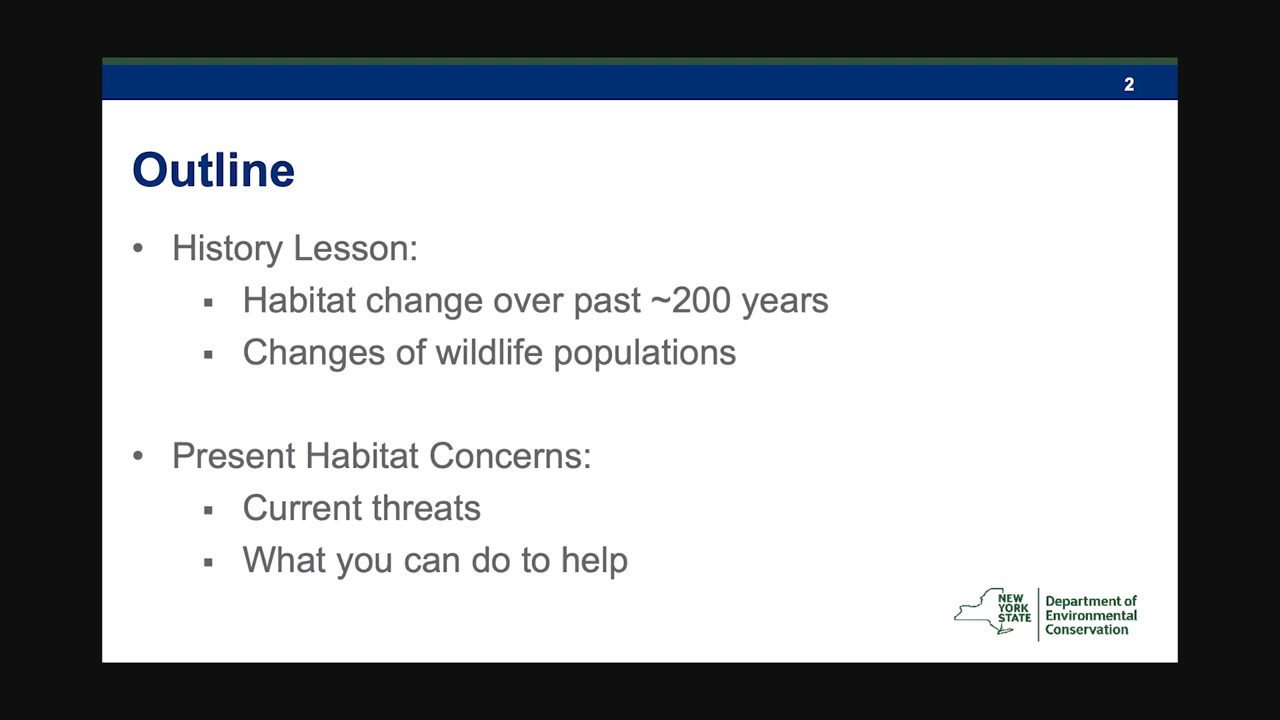 2
Outline
• History Lesson:
▪ Habitat change over past ~200 years
▪ Changes of wildlife populations
• Present Habitat Concerns:
▪ Current threats
▪ What you can do to help
NEW
YORK
STATE
Department of
Environmental
Conservation